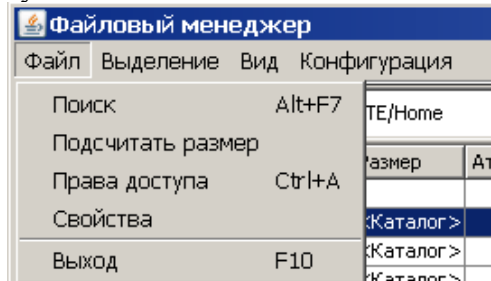 Файловый менеджер
Файл Выделение Вид Конфигурация
Поиск Alt+F7
TE/Home
Подсчитать размер
Размер
Права доступа Ctrl+A
Свойства
<Каталог>
Выход F10
<Каталог>
<Каталог>